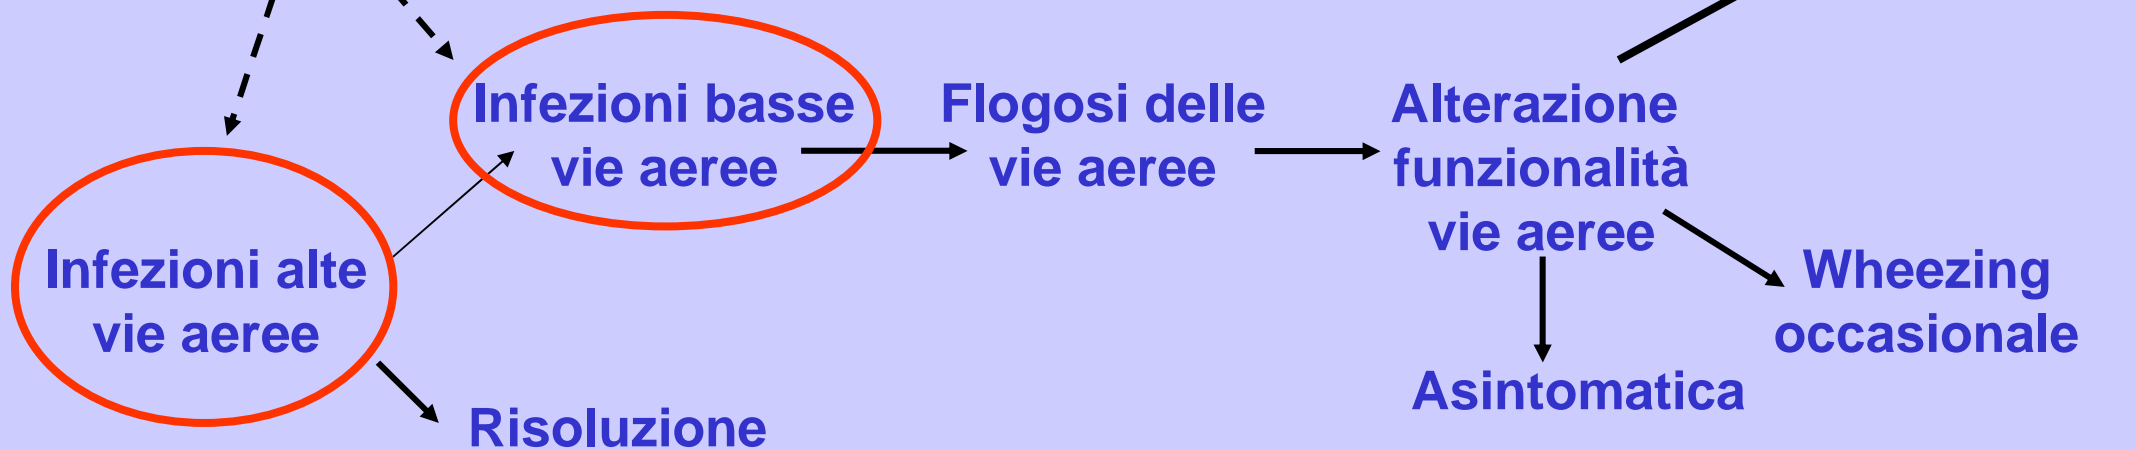 Infezioni basse
vie aeree
Flogosi delle
vie aeree
Alterazione
funzionalità
vie aeree
Infezioni alte
vie aeree
Wheezing
occasionale
Asintomatica
Risoluzione